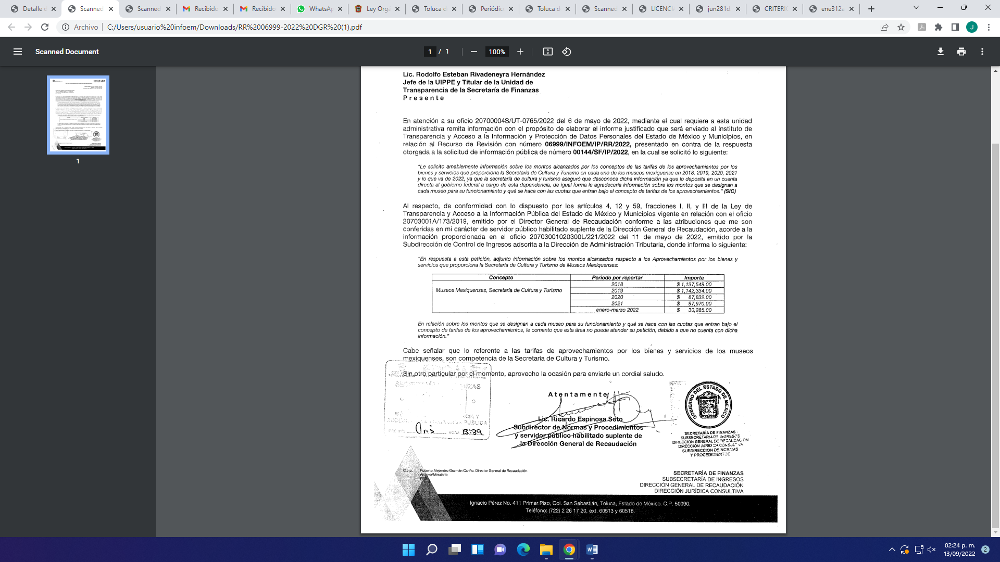 Detalle d
Scanned
Scanned
Recibido
Recibido
WhatsAp
Ley Orga
Toluca d
Periódic
Toluca d
Scanned
LICENCI
jun281d
CRITERIO
ene312a
Archivo
C:/Users/usuario%20infoem/Downloads/RR%2006999-2022%20DGR%20(1).pdf
J
Scanned Document
1 / 1
100%
1
Lic. Rodolfo Esteban Rivadeneyra Hernández
Jefe de la UIPPE y Titular de la Unidad de
Transparencia de la Secretaría de Finanzas
P r e s e n t e
En atención a su oficio 20700004S/UT-0765/2022 del 6 de mayo de 2022, mediante el cual requiere a esta unidad
administrativa remita información con el propósito de elaborar el informe justificado que será enviado al Instituto de
Transparencia y Acceso a la Información y Protección de Datos Personales del Estado de México y Municipios, en
relación al Recurso de Revisión con número 06999/INFOEM/IP/RR/2022, presentado en contra de la respuesta
otorgada a la solicitud de información pública de número 00144/SF/IP/2022, en la cual se solicitó lo siguiente:
"Le solicito amablemente información sobre los montos alcanzados por los conceptos de las tarifas de los aprovechamientos por los
bienes y servicios que proporciona la Secretaría de Cultura y Turismo en cada uno de los museos mexiquense en 2018, 2019, 2020, 2021
y lo que va de 2022, ya que la secretaría de cultura y turismo aseguró que desconoce dicha información ya que lo deposita en un cuenta
directa al gobierno federal a cargo de esta dependencia, de igual forma le agradecería información sobre los montos que se designan a
cada museo para su funcionamiento y qué se hace con las cuotas que entran bajo el concepto de tarifas de los aprovechamientos." (SIC)
Al respecto, de conformidad con lo dispuesto por los artículos 4, 12 y 59, fracciones I, II, y III de la Ley de
Transparencia y Acceso a la Información Pública del Estado de México y Municipios vigente en relación con el oficio
20703001A/173/2019, emitido por el Director General de Recaudación conforme a las atribuciones que me son
conferidas en mi carácter de servidor público habilitado suplente de la Dirección General de Recaudación, acorde a la
información proporcionada en el oficio 20703001020300L/221/2022 del 11 de mayo de 2022, emitido por la
Subdirección de Control de Ingresos adscrita a la Dirección de Administración Tributaria, donde informa lo siguiente:
"En respuesta a esta petición, adjunto información sobre los montos alcanzados respecto a los Aprovechamientos por los bienes y
servicios que proporciona la Secretaría de Cultura y Turismo de Museos Mexiquenses:
Concepto Periodo por reportar Importe
Museos Mexiquenses, Secretaría de Cultura y Turismo
2018 $ 1,137,549.00
2019 $ 1,142,334.00
2020 $ 87,832.00
2021 $ 97,970.00
enero-marzo 2022 $ 30,285.00
En relación sobre los montos que se designan a cada museo para su funcionamiento y qué se hace con las cuotas que entran bajo el
concepto de tarifas de los aprovechamientos, le comento que esta área no puede atender su petición, debido a que no cuenta con dicha
información."
Cabe señalar que lo referente a las tarifas de aprovechamientos por los bienes y servicios de los museos
mexiquenses, son competencia de la Secretaría de Cultura y Turismo.
Sin otro particular por el momento, aprovecho la ocasión para enviarle un cordial saludo.
A t e n t a m e n t e
Lic. Ricardo Espinosa Soto
Subdirector de Normas y Procedimientos
y servidor público habilitado suplente de
la Dirección General de Recaudación
13:39
GOBIERNO DEL ESTADO DE MEXICO
SECRETARÍA DE FINANZAS
SUBSECRETARIA DE INGRESOS
DIRECCION GENERAL DE RECAUDACION
DIRECCIÓN JURIDICA CONSULTIVA
SUBDIRECCION DE NORMAS
Y PROCEDIMIENTOS
C.c.p. Roberto Alejandro Guzmán Cariño. Director General de Recaudación.
Archivo/Minutario
SECRETARÍA DE FINANZAS
SUBSECRETARÍA DE INGRESOS
DIRECCIÓN GENERAL DE RECAUDACIÓN
DIRECCIÓN JURÍDICA CONSULTIVA
Ignacio Pérez No. 411 Primer Piso, Col. San Sebastián, Toluca, Estado de México. C.P. 50090.
Teléfono: (722) 2 26 17 20, ext. 60513 y 60518.
02:24 p. m.
13/09/2022
2